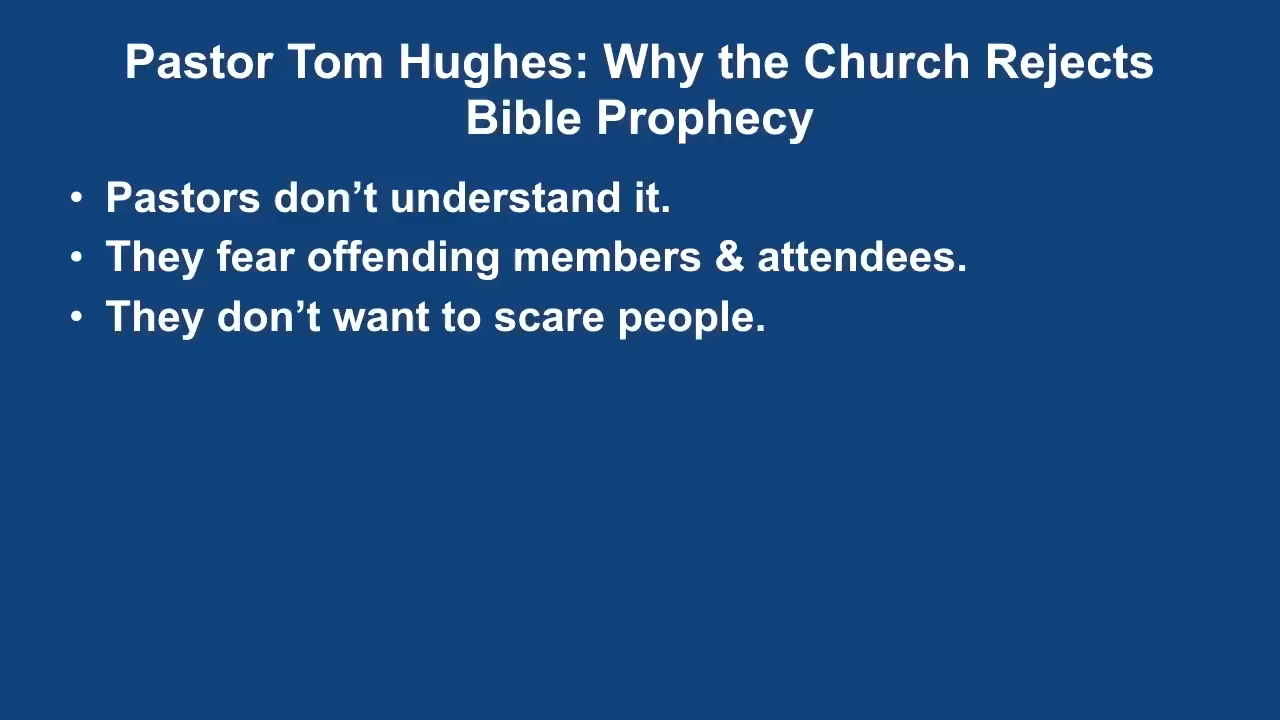 Pastor Tom Hughes: Why the Church Rejects
Bible Prophecy
• Pastors don’t understand it.
• They fear offending members & attendees.
• They don’t want to scare people.